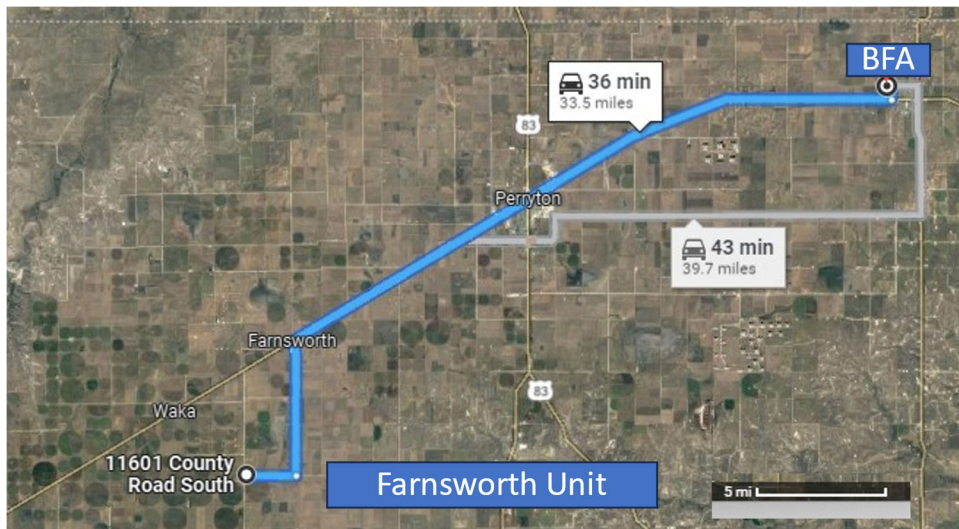 BFA
36 min
33.5 miles
83
Perryton
43 min
39.7 miles
Farnsworth
83
Waka
11601 County
Road South
Farnsworth Unit
5 mi